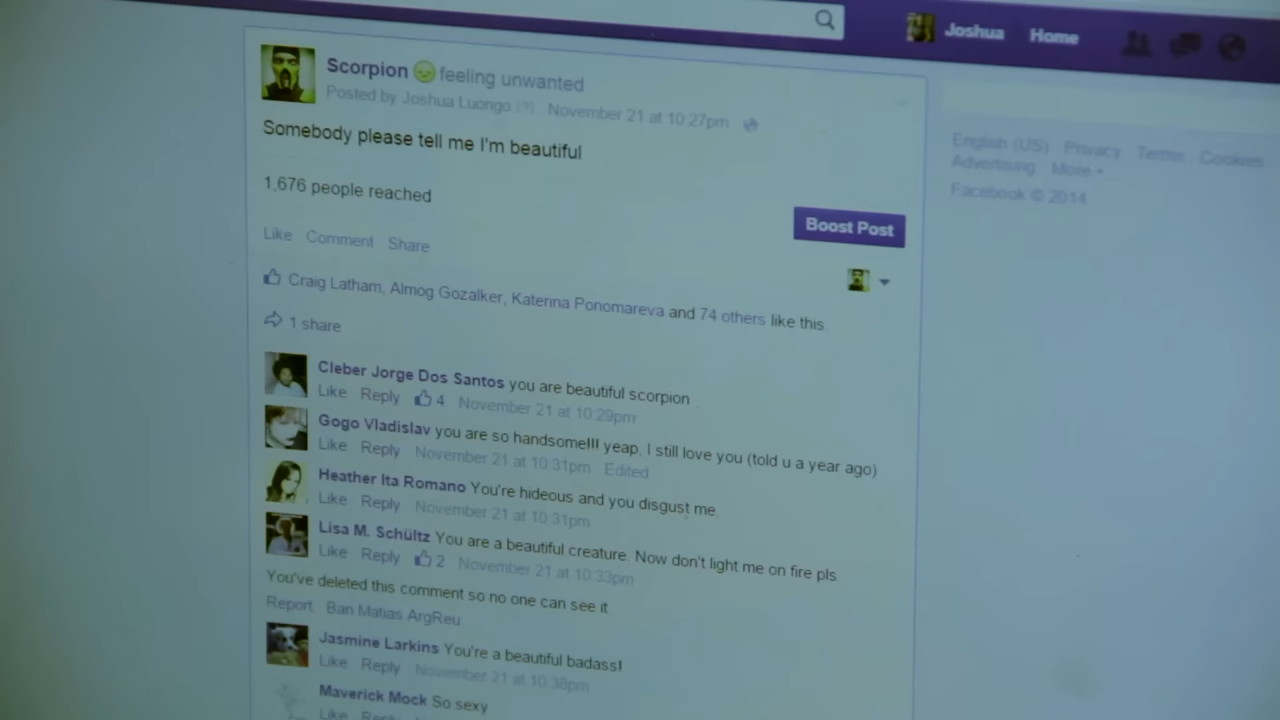 Joshua Home
Scorpion feeling unwanted
Posted by Joshua Luongo [?] November 21 at 10:27pm
Somebody please tell me I'm beautiful
1,676 people reached
Boost Post
Like Comment Share
Craig Latham, Almog Gozalker, Katerina Ponomareva and 74 others like this.
1 share
Cleber Jorge Dos Santos you are beautiful scorpion
Like Reply 4 November 21 at 10:29pm
Gogo Vladislav you are so handsome!!! yeap, I still love you (told u a year ago)
Like Reply November 21 at 10:31pm Edited
Heather Ita Romano You're hideous and you disgust me.
Like Reply November 21 at 10:31pm
Lisa M. Schültz You are a beautiful creature. Now don't light me on fire pls
Like Reply 2 November 21 at 10:33pm
You've deleted this comment so no one can see it
Report Ban Matias ArgReu
Jasmine Larkins You're a beautiful badass!
Like Reply November 21 at 10:38pm
Maverick Mock So sexy
Like Reply
English (US) Privacy Terms Cookies
Advertising More
Facebook © 2014